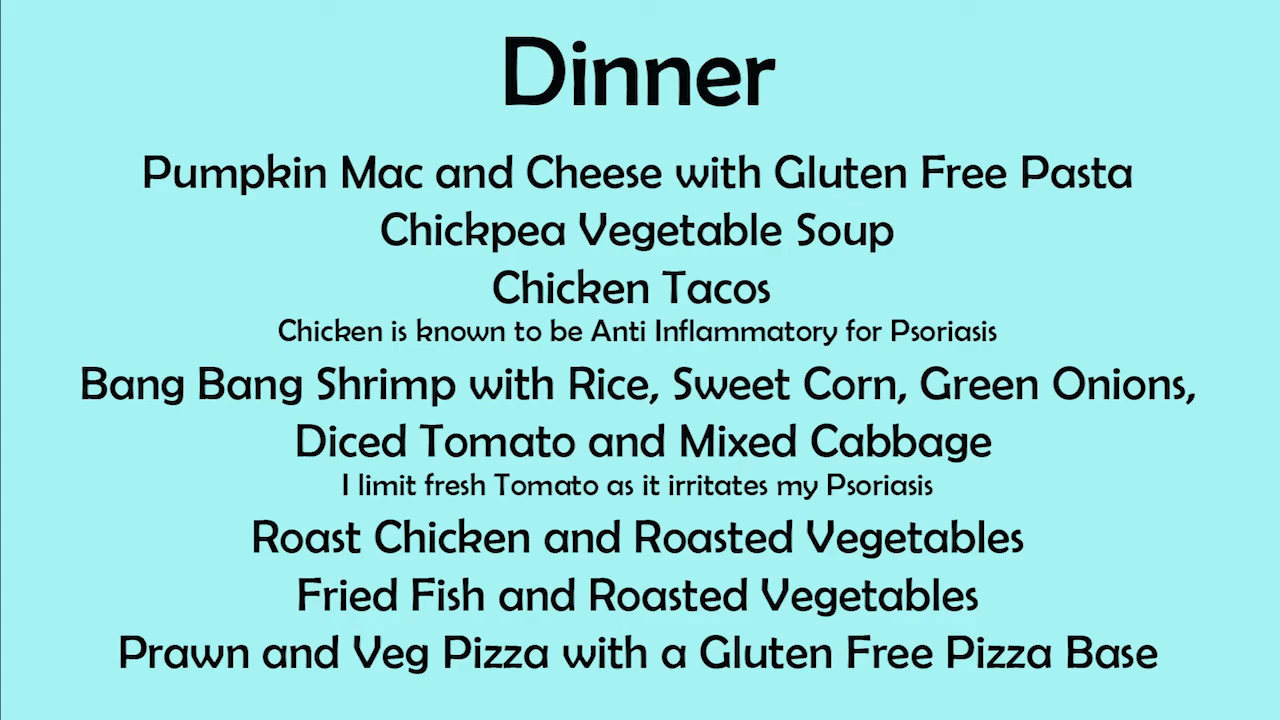 Dinner
Pumpkin Mac and Cheese with Gluten Free Pasta
Chickpea Vegetable Soup
Chicken Tacos
Chicken is known to be Anti Inflammatory for Psoriasis
Bang Bang Shrimp with Rice, Sweet Corn, Green Onions,
Diced Tomato and Mixed Cabbage
I limit fresh Tomato as it irritates my Psoriasis
Roast Chicken and Roasted Vegetables
Fried Fish and Roasted Vegetables
Prawn and Veg Pizza with a Gluten Free Pizza Base